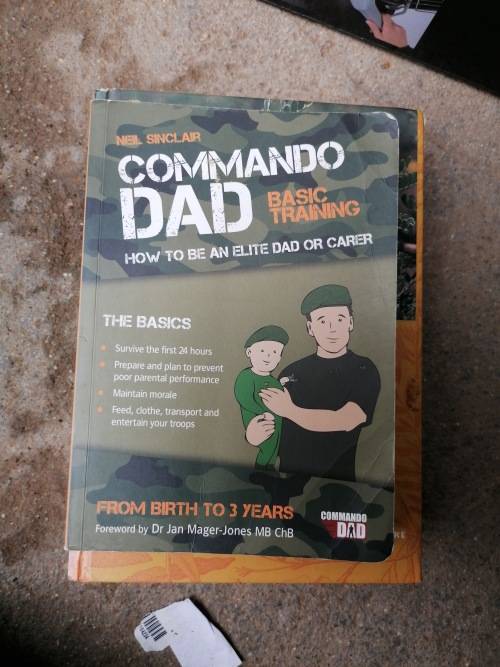 NEIL SINCLAIR
COMMANDO
DAD
BASIC
TRAINING
HOW TO BE AN ELITE DAD OR CARER
THE BASICS
Survive the first 24 hours
Prepare and plan to prevent
poor parental performance
Maintain morale
Feed, clothe, transport and
entertain your troops
FROM BIRTH TO 3 YEARS
Foreword by Dr Jan Mager-Jones MB ChB
COMMANDO
DAD